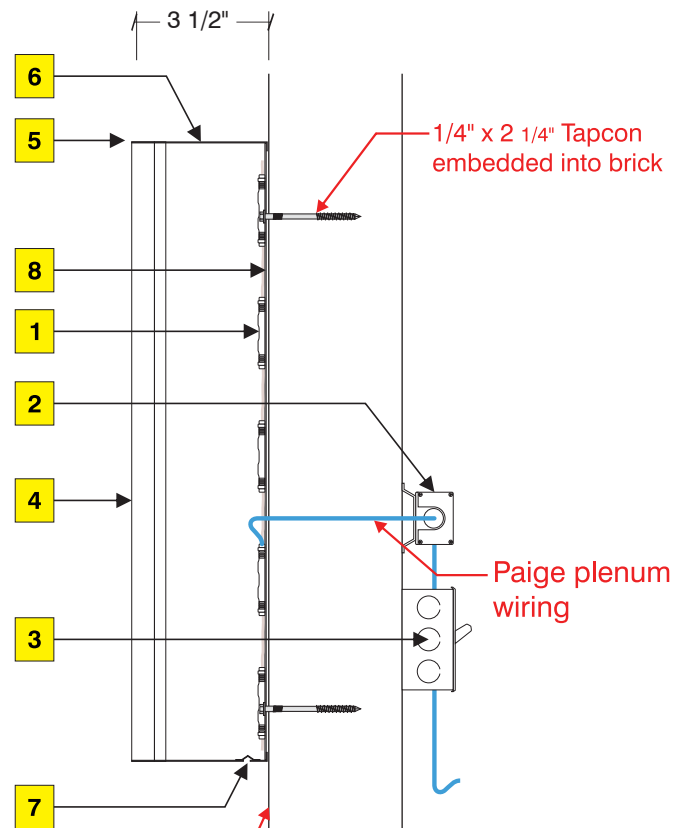 3 1/2"
6
5
1/4" x 2 1/4" Tapcon
embedded into brick
8
1
2
4
Paige plenum
wiring
3
7